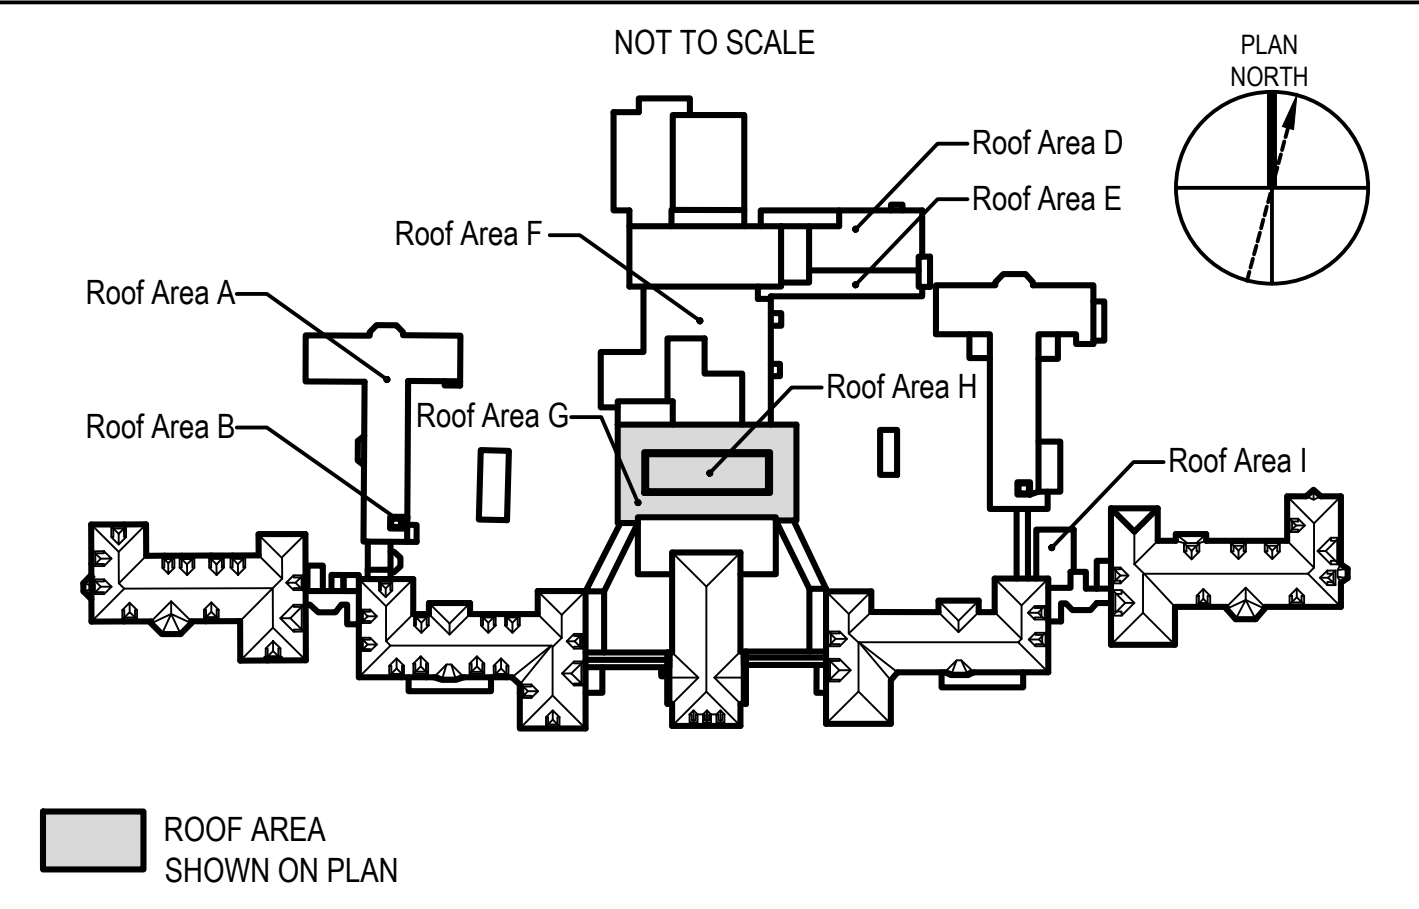 NOT TO SCALE
PLAN
NORTH
Roof Area D
Roof Area E
Roof Area F
Roof Area A
Roof Area H
Roof Area G
Roof Area B
Roof Area I
ROOF AREA
SHOWN ON PLAN